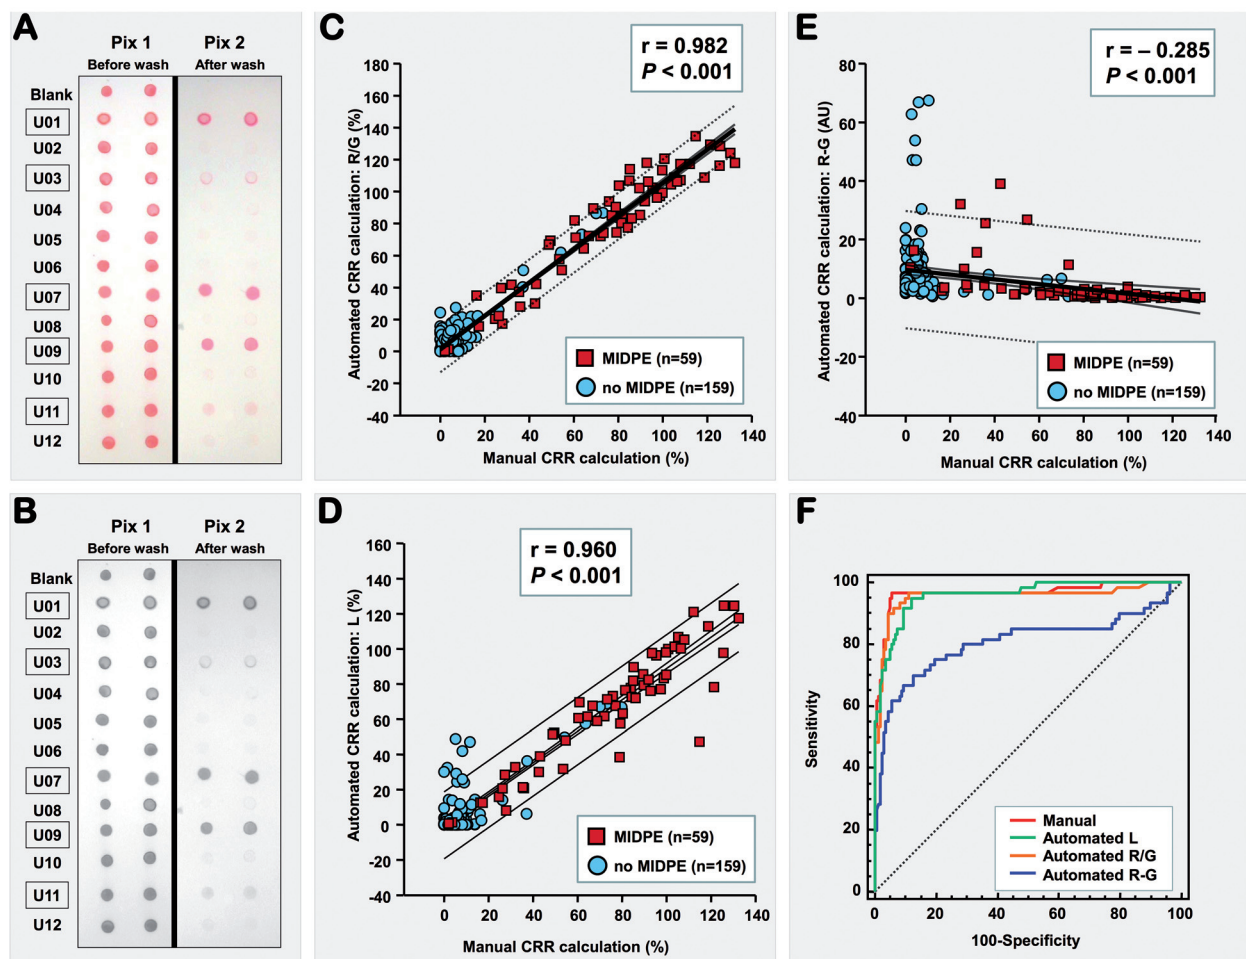 A
Pix 1 Pix 2
Before wash After wash
Blank
U01
U02
U03
U04
U05
U06
U07
U08
U09
U10
U11
U12
B
Pix 1 Pix 2
Before wash After wash
Blank
U01
U02
U03
U04
U05
U06
U07
U08
U09
U10
U11
U12
C
r = 0.982
P < 0.001
Automated CRR calculation: R/G (%)
180
160
140
120
100
80
60
40
20
0
-20
-40
MIDPE (n=59)
no MIDPE (n=159)
0 20 40 60 80 100 120 140
Manual CRR calculation (%)
D
r = 0.960
P < 0.001
Automated CRR calculation: L (%)
160
140
120
100
80
60
40
20
0
-20
-40
MIDPE (n=59)
no MIDPE (n=159)
0 20 40 60 80 100 120 140
Manual CRR calculation (%)
E
r = – 0.285
P < 0.001
Automated CRR calculation: R-G (AU)
80
60
40
20
0
-20
-40
MIDPE (n=59)
no MIDPE (n=159)
0 20 40 60 80 100 120 140
Manual CRR calculation (%)
F
Sensitivity
100
80
60
40
20
0
Manual
Automated L
Automated R/G
Automated R-G
0 20 40 60 80 100
100-Specificity